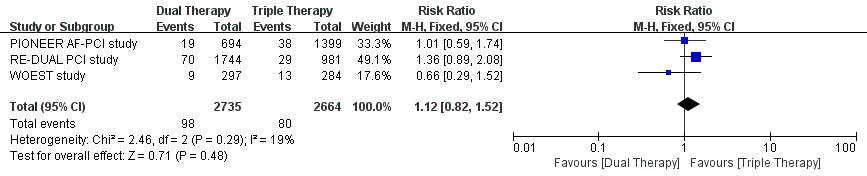 Dual Therapy Triple Therapy Risk Ratio Risk Ratio
Study or Subgroup Events Total Events Total Weight M-H, Fixed, 95% CI M-H, Fixed, 95% CI
PIONEER AF-PCI study 19 694 38 1399 33.3% 1.01 [0.59, 1.74]
RE-DUAL PCI study 70 1744 29 981 49.1% 1.36 [0.89, 2.08]
WOEST study 9 297 13 284 17.6% 0.66 [0.29, 1.52]
Total (95% CI) 2735 2664 100.0% 1.12 [0.82, 1.52]
Total events 98 80
Heterogeneity: Chi² = 2.46, df = 2 (P = 0.29); I² = 19%
Test for overall effect: Z = 0.71 (P = 0.48)
0.01 0.1 1 10 100
Favours [Dual Therapy] Favours [Triple Therapy]